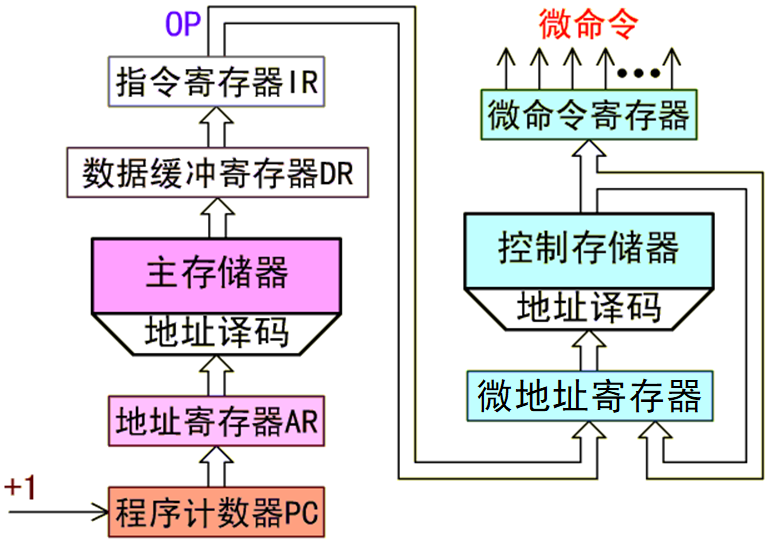 OP
指令寄存器IR
数据缓冲寄存器DR
主存储器
地址译码
地址寄存器AR
+1
程序计数器PC
微命令
微命令寄存器
控制存储器
地址译码
微地址寄存器